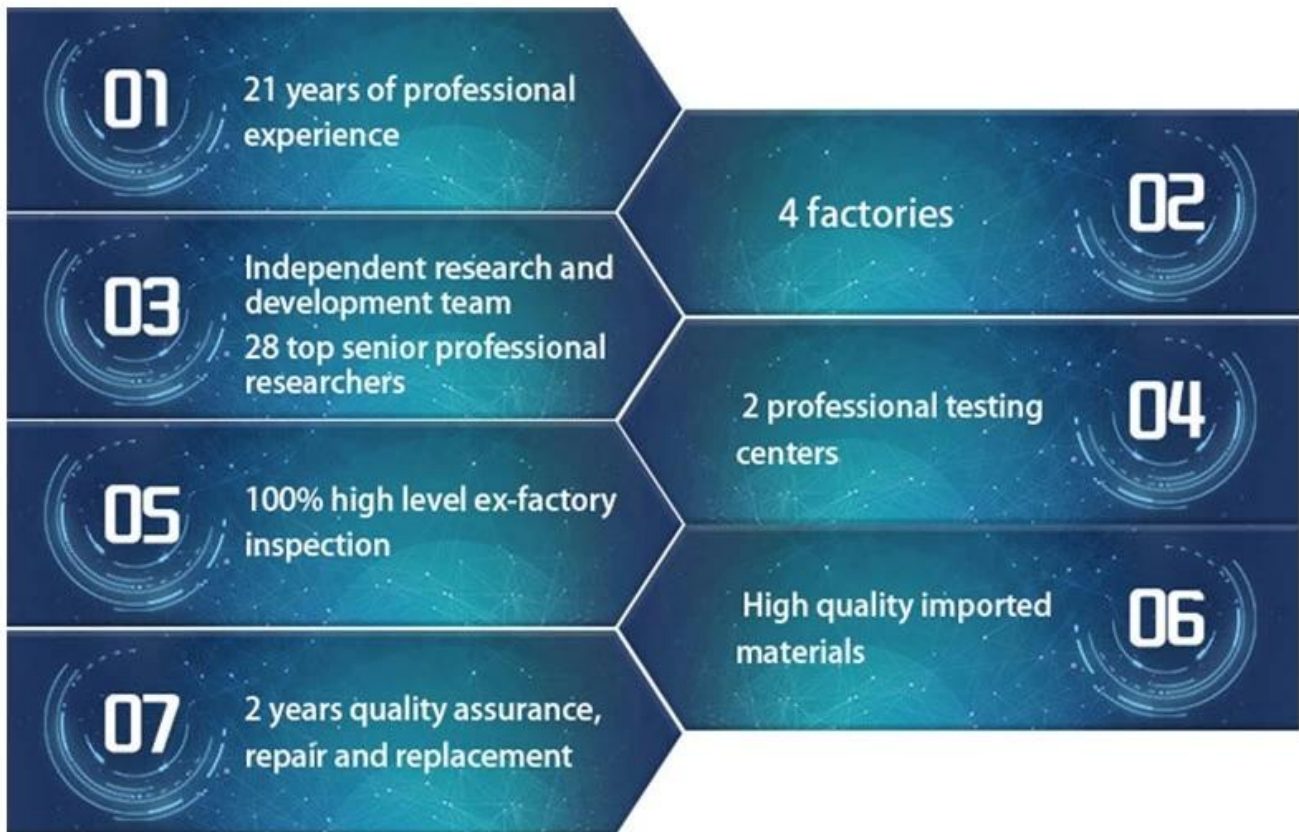 01
21 years of professional
experience
02
4 factories
03
Independent research and
development team
28 top senior professional
researchers
04
2 professional testing
centers
05
100% high level ex-factory
inspection
06
High quality imported
materials
07
2 years quality assurance,
repair and replacement